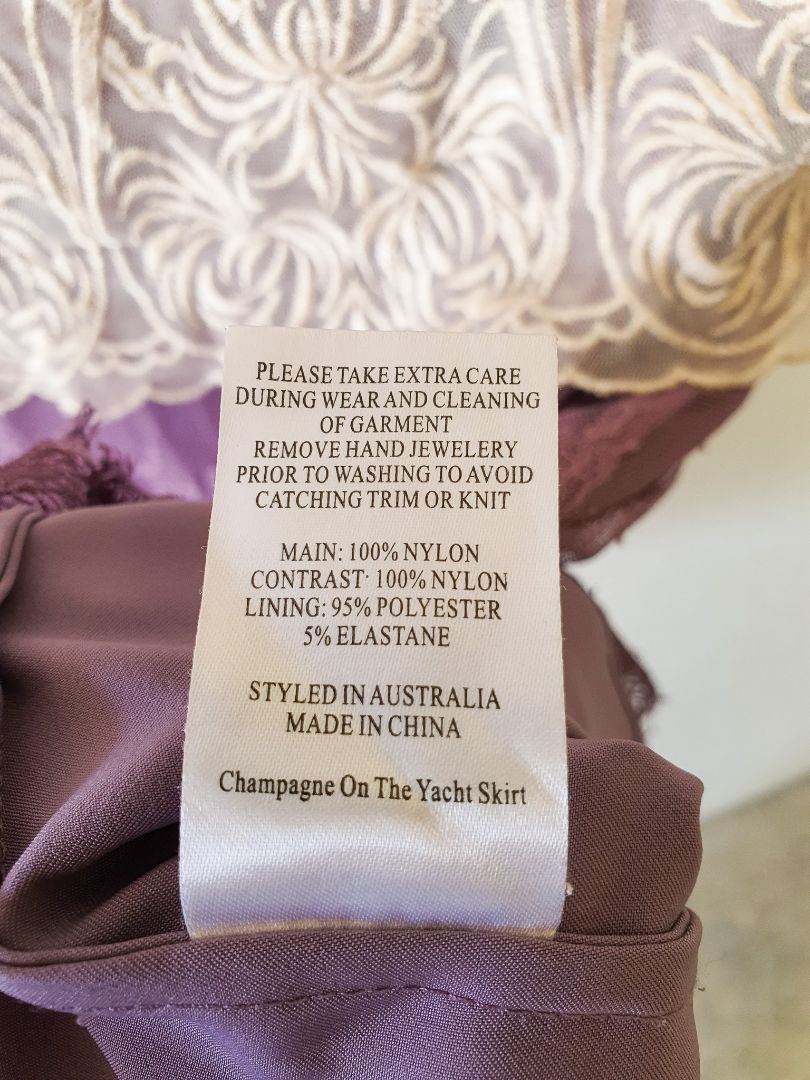 PLEASE TAKE EXTRA CARE
DURING WEAR AND CLEANING
OF GARMENT
REMOVE HAND JEWELERY
PRIOR TO WASHING TO AVOID
CATCHING TRIM OR KNIT
MAIN: 100% NYLON
CONTRAST: 100% NYLON
LINING: 95% POLYESTER
5% ELASTANE
STYLED IN AUSTRALIA
MADE IN CHINA
Champagne On The Yacht Skirt